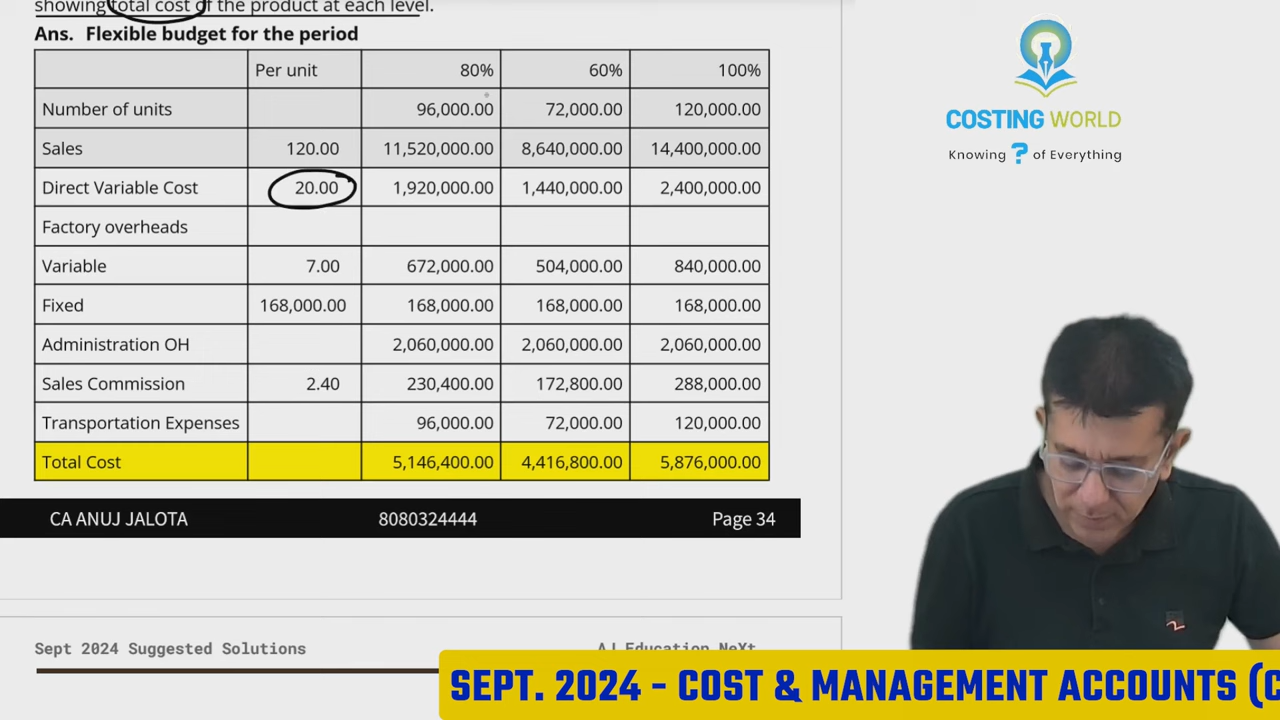 showing total cost of the product at each level.
Ans. Flexible budget for the period
Per unit 80% 60% 100%
Number of units 96,000.00 72,000.00 120,000.00
Sales 120.00 11,520,000.00 8,640,000.00 14,400,000.00
Direct Variable Cost 20.00 1,920,000.00 1,440,000.00 2,400,000.00
Factory overheads
Variable 7.00 672,000.00 504,000.00 840,000.00
Fixed 168,000.00 168,000.00 168,000.00 168,000.00
Administration OH 2,060,000.00 2,060,000.00 2,060,000.00
Sales Commission 2.40 230,400.00 172,800.00 288,000.00
Transportation Expenses 96,000.00 72,000.00 120,000.00
Total Cost 5,146,400.00 4,416,800.00 5,876,000.00
CA ANUJ JALOTA 8080324444 Page 34
Sept 2024 Suggested Solutions AJ Education NeXt
COSTING WORLD
Knowing ? of Everything
SEPT. 2024 - COST & MANAGEMENT ACCOUNTS (C